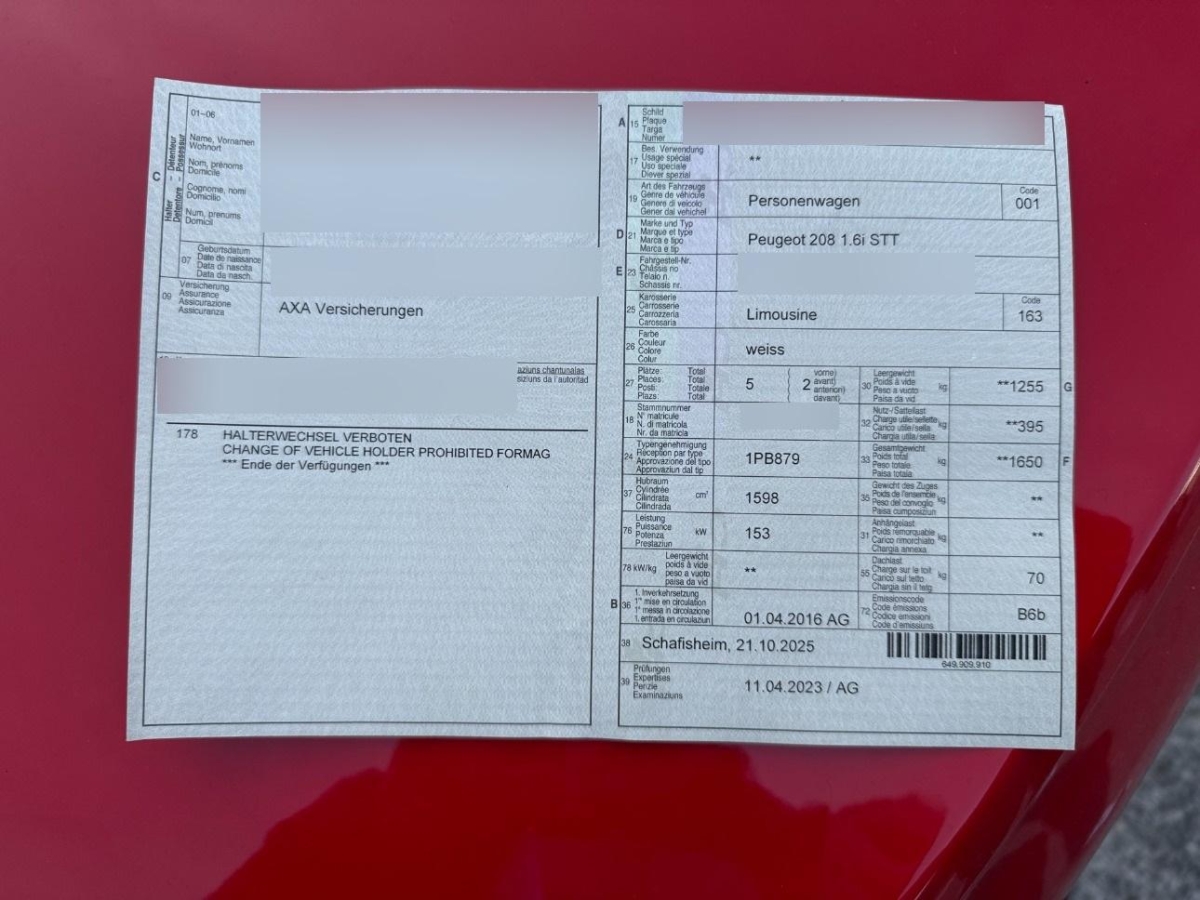 01–06
C
Halter – Détenteur
Detentore – Possessur
Name, Vornamen
Wohnort
Nom, prénoms
Domicile
Cognome, nomi
Domicilio
Num, prenums
Domicil
07
Geburtsdatum
Date de naissance
Data di nascita
Data da nasch.
09
Versicherung
Assurance
Assicurazione
Assicuranza
AXA Versicherungen
aziuns chantunalas
siziuns da l'autoritad
178 HALTERWECHSEL VERBOTEN
CHANGE OF VEHICLE HOLDER PROHIBITED FORMAG
*** Ende der Verfügungen ***
A 15
Schild
Plaque
Targa
Numer
17
Bes. Verwendung
Usage spécial
Uso speciale
Diever spezial
**
19
Art des Fahrzeugs
Genre de véhicule
Genere di veicolo
Gener dal vehichel
Personenwagen
Code
001
D 21
Marke und Typ
Marque et type
Marca e tipo
Marca e tip
Peugeot 208 1.6i STT
E 23
Fahrgestell-Nr.
Châssis no
Telaio n.
Schassis nr.
25
Karosserie
Carrosserie
Carrozzeria
Carossaria
Limousine
Code
163
26
Farbe
Couleur
Colore
Colur
weiss
27
Plätze: Total
Places: Total
Posti: Totale
Plazs: Total
5
2
vorne)
avant)
anteriori)
davant)
30
Leergewicht
Poids à vide
Peso a vuoto
Paisa da vid
kg
**1255
G
18
Stammnummer
N° matricule
N. di matricola
Nr. da matricla
32
Nutz-/Sattellast
Charge utile/sellette
Carico utile/sella
Chargia utila/sella
kg
**395
24
Typengenehmigung
Réception par type
Approvazione del tipo
Approvaziun dal tip
1PB879
33
Gesamtgewicht
Poids total
Peso totale
Paisa totala
kg
**1650
F
37
Hubraum
Cylindrée
Cilindrata
Cilindrada
cm³
1598
35
Gewicht des Zuges
Poids de l'ensemble
Peso del convoglio
Paisa cumposiziun
kg
**
76
Leistung
Puissance
Potenza
Prestaziun
kW
153
31
Anhängelast
Poids remorquable
Carico rimorchiato
Chargia annexa
kg
**
78 kW/kg
Leergewicht
poids à vide
peso a vuoto
paisa da vid
**
55
Dachlast
Charge sur le toit
Carico sul tetto
Chargia sin il tetg
kg
70
B 36
1. Inverkehrsetzung
1re mise en circulation
1a messa in circolazione
1. entrada en circulaziun
01.04.2016 AG
72
Emissionscode
Code émissions
Codice emissioni
Code d'emissiuns
B6b
38
Schafisheim, 21.10.2025
649.909.910
39
Prüfungen
Expertises
Perizie
Examinaziuns
11.04.2023 / AG